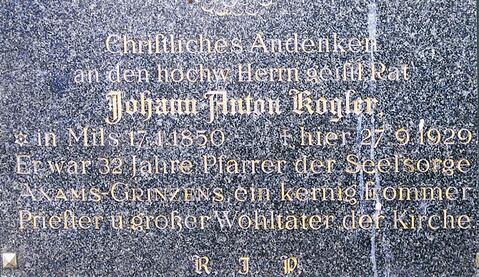 Christliches Andenken
an den hochw. Herrn geistl. Rat
Johann Anton Kogler,
✡ in Mils 17.1.1850 † hier 27.9.1929.
Er war 32 Jahre Pfarrer der Seelsorge
AXAMS-GRINZENS, ein kernig frommer
Priester u. großer Wohltäter der Kirche.
R. I. P.